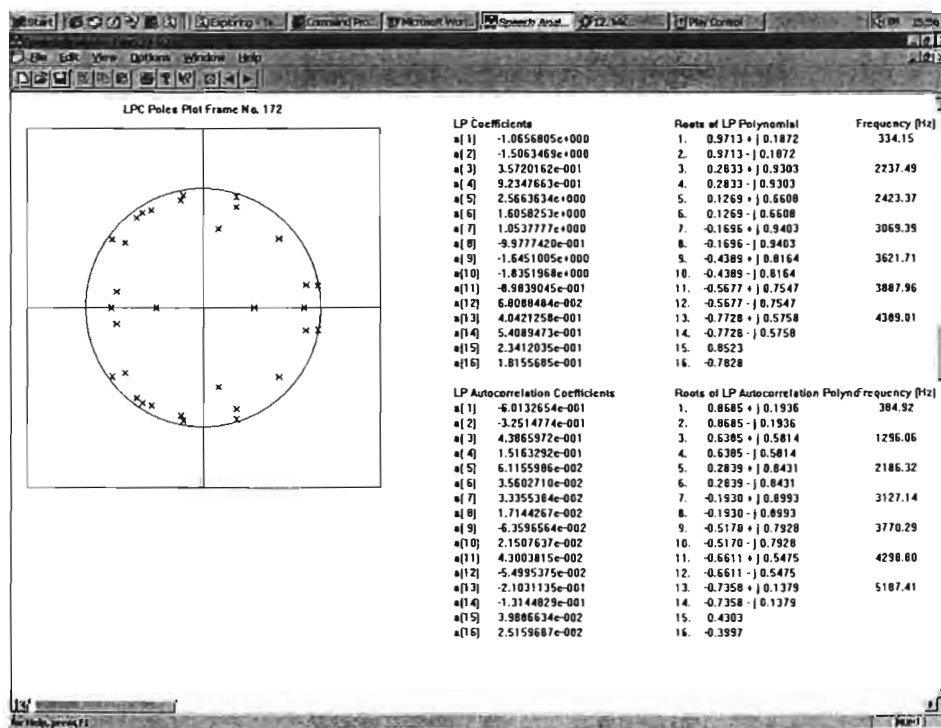 Start Exploring - Te... Command Pro... Microsoft Wor... Speech Anal... Play Control
File Edit View Options Window Help
LPC Poles Plot Frame No. 172
LP Coefficients Roots of LP Polynomial Frequency (Hz)
a[ 1] -1.0656805e+000 1. 0.9713 + j 0.1872 334.15
a[ 2] -1.5063469e+000 2. 0.9713 - j 0.1872
a[ 3] 3.5720162e-001 3. 0.2833 + j 0.9303 2237.49
a[ 4] 9.2347663e-001 4. 0.2833 - j 0.9303
a[ 5] 2.5663634e+000 5. 0.1269 + j 0.6608 2423.37
a[ 6] 1.6058253e+000 6. 0.1269 - j 0.6608
a[ 7] 1.0537777e+000 7. -0.1696 + j 0.9403 3069.39
a[ 8] -9.9777420e-001 8. -0.1696 - j 0.9403
a[ 9] -1.6451005e+000 9. -0.4389 + j 0.8164 3621.71
a[10] -1.8351968e+000 10. -0.4389 - j 0.8164
a[11] -8.9839045e-001 11. -0.5677 + j 0.7547 3887.96
a[12] 6.8088484e-002 12. -0.5677 - j 0.7547
a[13] 4.0421258e-001 13. -0.7728 + j 0.5758 4389.01
a[14] 5.4089473e-001 14. -0.7728 - j 0.5758
a[15] 2.3412035e-001 15. 0.8523
a[16] 1.8155685e-001 16. -0.7828
LP Autocorrelation Coefficients Roots of LP Autocorrelation Polynd Frequency (Hz)
a[ 1] -6.0132654e-001 1. 0.8685 + j 0.1936 384.92
a[ 2] -3.2514774e-001 2. 0.8685 - j 0.1936
a[ 3] 4.3865972e-001 3. 0.6385 + j 0.5814 1296.06
a[ 4] 1.5163292e-001 4. 0.6385 - j 0.5814
a[ 5] 6.1155986e-002 5. 0.2839 + j 0.8431 2186.32
a[ 6] 3.5602710e-002 6. 0.2839 - j 0.8431
a[ 7] 3.3355384e-002 7. -0.1930 + j 0.8993 3127.14
a[ 8] 1.7144267e-002 8. -0.1930 - j 0.8993
a[ 9] -6.3596564e-002 9. -0.5170 + j 0.7928 3770.29
a[10] 2.1507637e-002 10. -0.5170 - j 0.7928
a[11] 4.3003815e-002 11. -0.6611 + j 0.5475 4298.80
a[12] -5.4995375e-002 12. -0.6611 - j 0.5475
a[13] -2.1031135e-001 13. -0.7358 + j 0.1379 5187.41
a[14] -1.3144829e-001 14. -0.7358 - j 0.1379
a[15] 3.9886634e-002 15. 0.4303
a[16] 2.5159687e-002 16. -0.3997
For Help, press F1 NUM